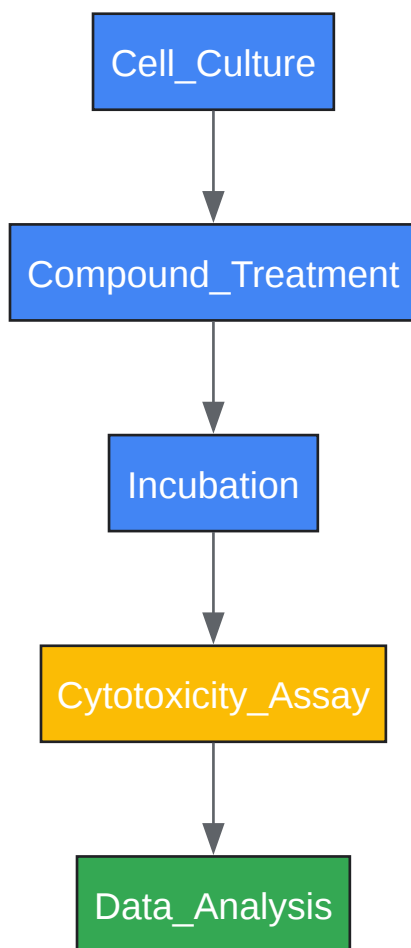 Cell_Culture
Compound_Treatment
Incubation
Cytotoxicity_Assay
Data_Analysis